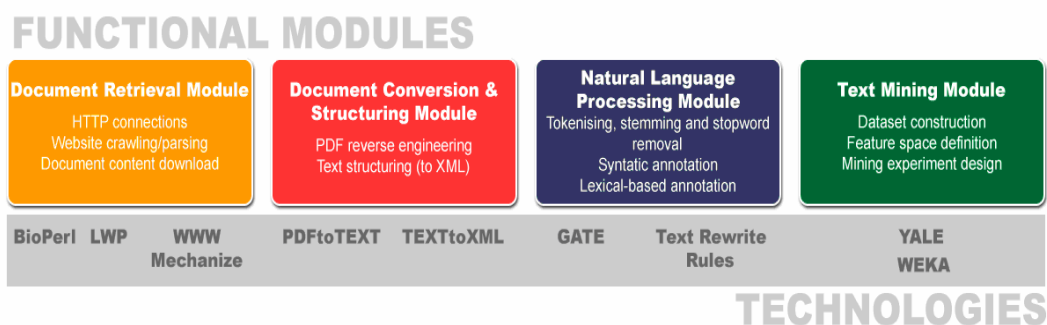 FUNCTIONAL MODULES
Document Retrieval Module
HTTP connections
Website crawling/parsing
Document content download
Document Conversion &
Structuring Module
PDF reverse engineering
Text structuring (to XML)
Natural Language
Processing Module
Tokenising, stemming and stopword
removal
Syntatic annotation
Lexical-based annotation
Text Mining Module
Dataset construction
Feature space definition
Mining experiment design
BioPerl LWP WWW
Mechanize
PDFtoTEXT TEXTtoXML
GATE Text Rewrite
Rules
YALE
WEKA
TECHNOLOGIES